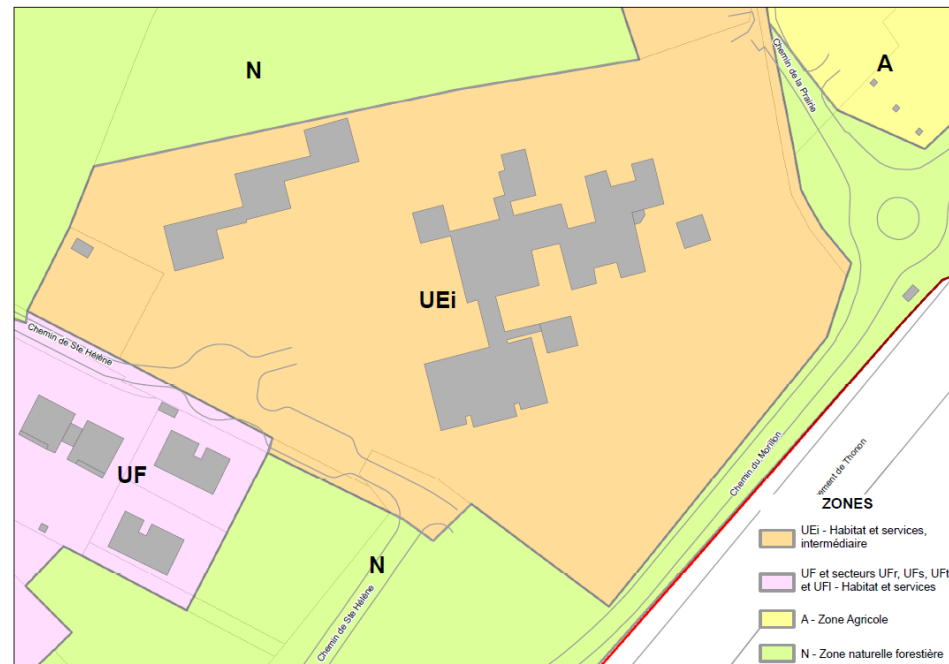 N
A
Chemin de la Prairie
UEi
Chemin de Ste Hélène
UF
N
Chemin de Ste Hélène
Chemin du Morillon
ement de Thonon
ZONES
UEi - Habitat et services,
intermédiaire
UF et secteurs UFr, UFs, UFt
et UFl - Habitat et services
A - Zone Agricole
N - Zone naturelle forestière